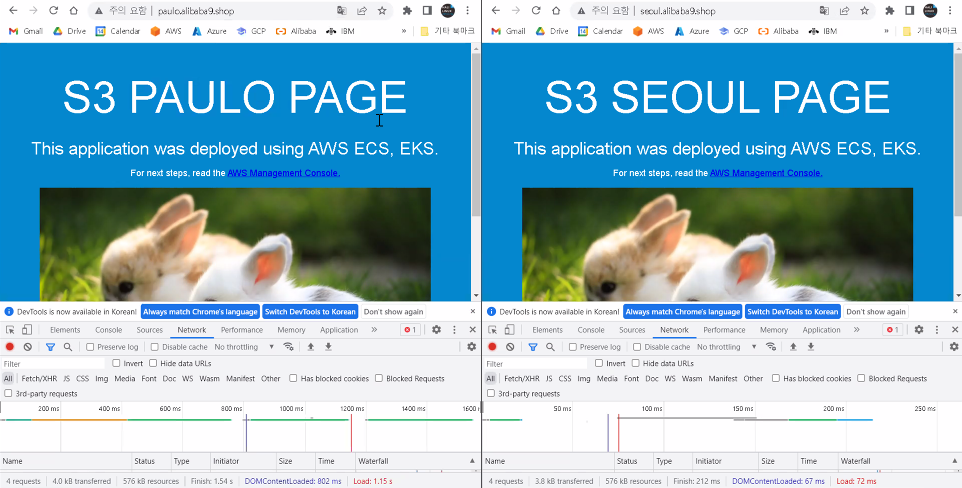 주의 요함 | paulo.alibaba9.shop
Gmail Drive Calendar AWS Azure GCP Alibaba IBM » 기타 북마크
S3 PAULO PAGE
This application was deployed using AWS ECS, EKS.
For next steps, read the AWS Management Console.
DevTools is now available in Korean! Always match Chrome's language Switch DevTools to Korean Don't show again
Elements Console Sources Network Performance Memory Application » 1
Preserve log Disable cache No throttling
Filter Invert Hide data URLs
All Fetch/XHR JS CSS Img Media Font Doc WS Wasm Manifest Other Has blocked cookies Blocked Requests
3rd-party requests
200 ms 400 ms 600 ms 800 ms 1000 ms 1200 ms 1400 ms 1600 m
Name Status Type Initiator Size Time Waterfall
4 requests 4.0 kB transferred 576 kB resources Finish: 1.54 s DOMContentLoaded: 802 ms Load: 1.15 s
주의 요함 | seoul.alibaba9.shop
Gmail Drive Calendar AWS Azure GCP Alibaba IBM » 기타 북마크
S3 SEOUL PAGE
This application was deployed using AWS ECS, EKS.
For next steps, read the AWS Management Console.
DevTools is now available in Korean! Always match Chrome's language Switch DevTools to Korean Don't show again
Elements Console Sources Network Performance Memory Application » 1
Preserve log Disable cache No throttling
Filter Invert Hide data URLs
All Fetch/XHR JS CSS Img Media Font Doc WS Wasm Manifest Other Has blocked cookies Blocked Requests
3rd-party requests
50 ms 100 ms 150 ms 200 ms 250 ms
Name Status Type Initiator Size Time Waterfall
4 requests 3.8 kB transferred 576 kB resources Finish: 212 ms DOMContentLoaded: 67 ms Load: 72 ms